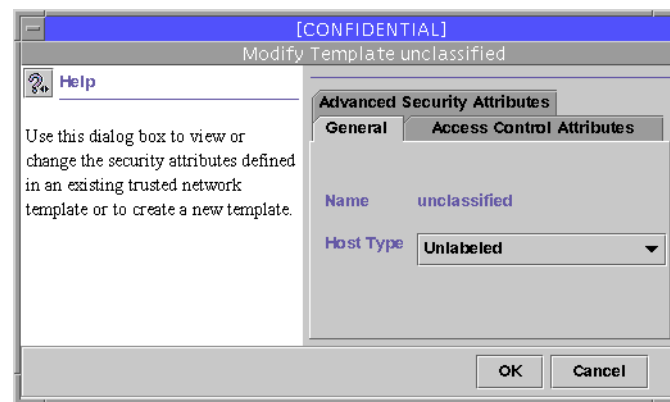 [CONFIDENTIAL]
Modify Template unclassified
Help
Use this dialog box to view or
change the security attributes defined
in an existing trusted network
template or to create a new template.
Advanced Security Attributes
General
Access Control Attributes
Name
unclassified
Host Type
Unlabeled
OK
Cancel